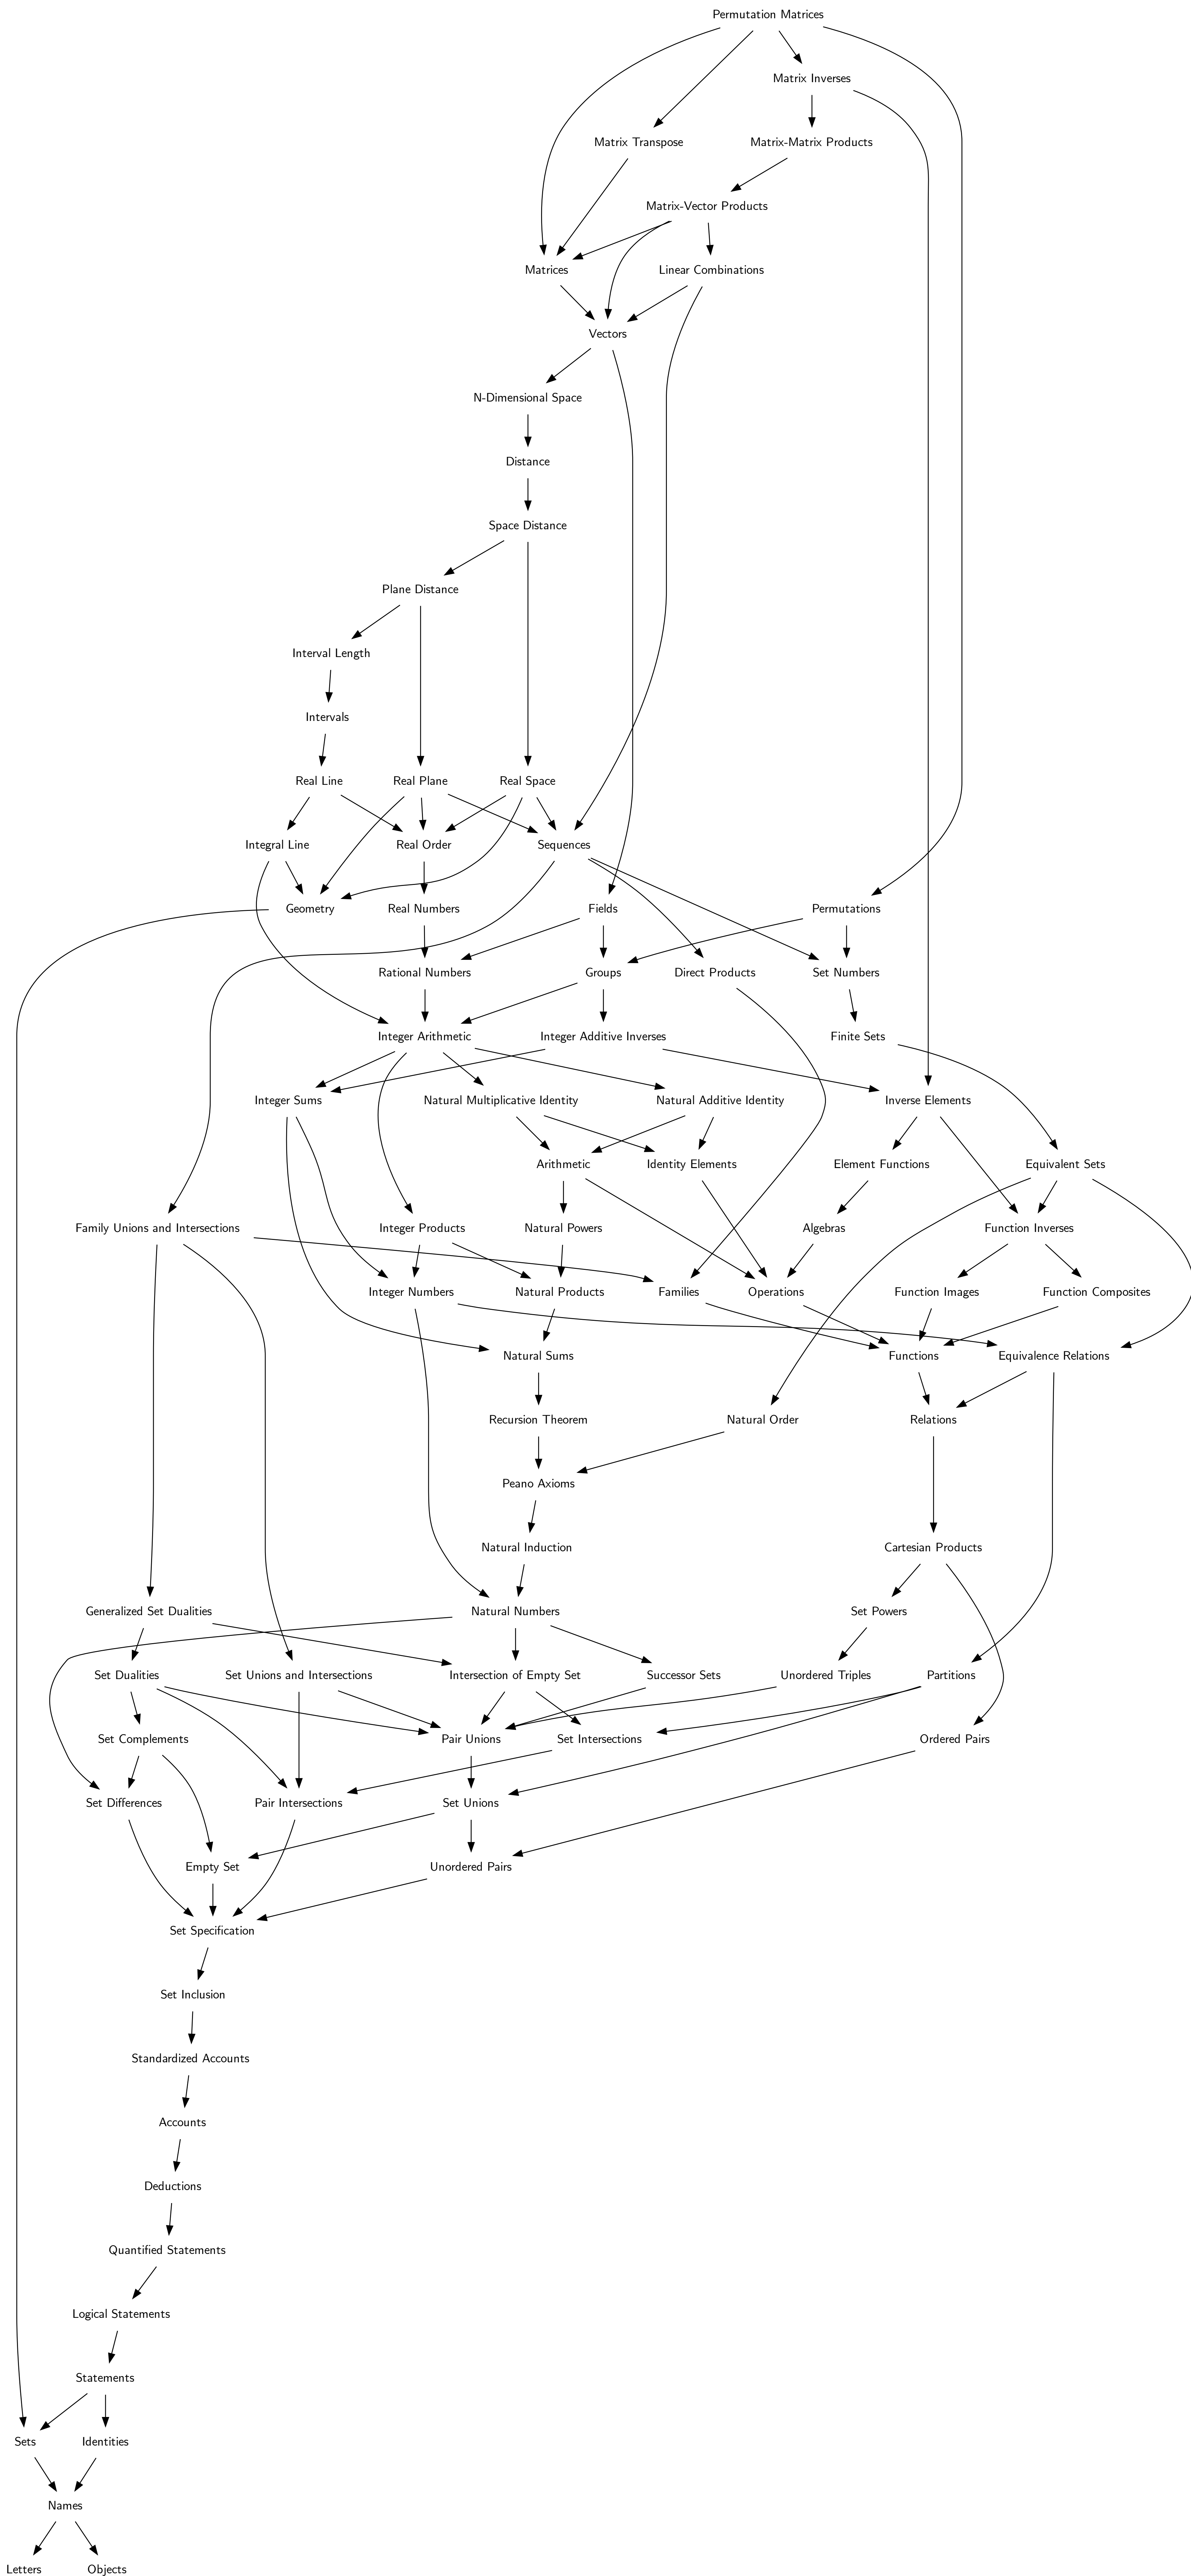 Permutation Matrices
Matrix Inverses
Matrix Transpose
Matrix-Matrix Products
Matrix-Vector Products
Matrices
Linear Combinations
Vectors
N-Dimensional Space
Distance
Space Distance
Plane Distance
Interval Length
Intervals
Real Line
Real Plane
Real Space
Integral Line
Real Order
Sequences
Geometry
Real Numbers
Fields
Permutations
Rational Numbers
Groups
Direct Products
Set Numbers
Integer Arithmetic
Integer Additive Inverses
Finite Sets
Integer Sums
Natural Multiplicative Identity
Natural Additive Identity
Inverse Elements
Arithmetic
Identity Elements
Element Functions
Equivalent Sets
Family Unions and Intersections
Integer Products
Natural Powers
Algebras
Function Inverses
Integer Numbers
Natural Products
Families
Operations
Function Images
Function Composites
Natural Sums
Functions
Equivalence Relations
Recursion Theorem
Natural Order
Relations
Peano Axioms
Natural Induction
Cartesian Products
Generalized Set Dualities
Natural Numbers
Set Powers
Set Dualities
Set Unions and Intersections
Intersection of Empty Set
Successor Sets
Unordered Triples
Partitions
Set Complements
Pair Unions
Set Intersections
Ordered Pairs
Set Differences
Pair Intersections
Set Unions
Empty Set
Unordered Pairs
Set Specification
Set Inclusion
Standardized Accounts
Accounts
Deductions
Quantified Statements
Logical Statements
Statements
Sets
Identities
Names
Letters
Objects